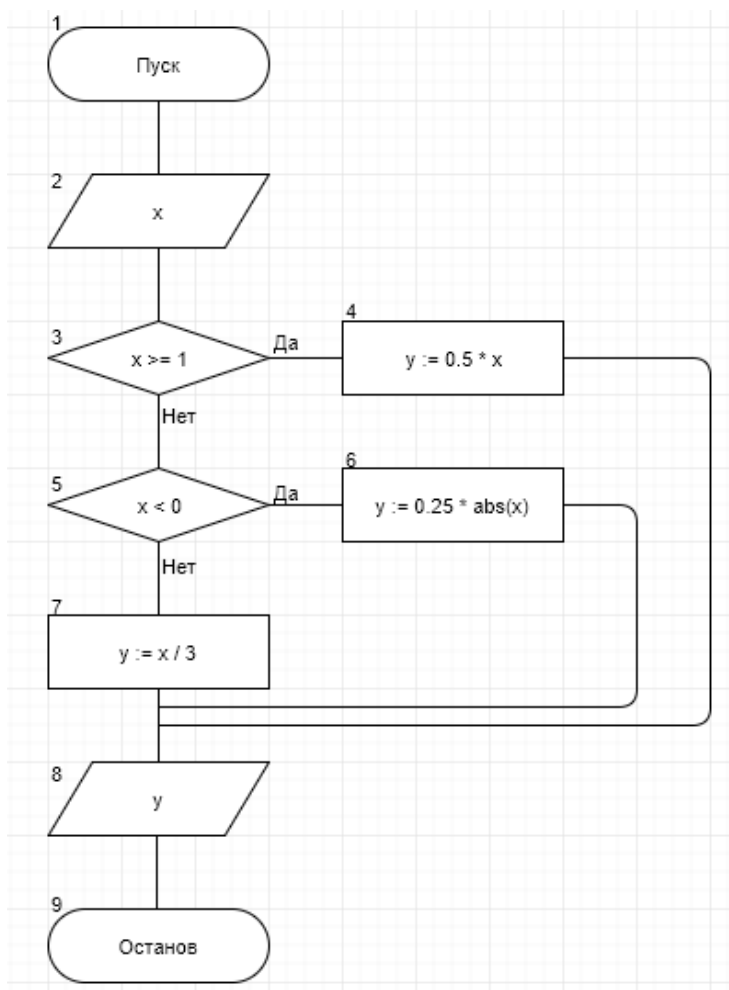 1
Пуск
2
x
3
x >= 1
Да
4
y := 0.5 * x
Нет
5
x < 0
Да
6
y := 0.25 * abs(x)
Нет
7
y := x / 3
8
y
9
Останов